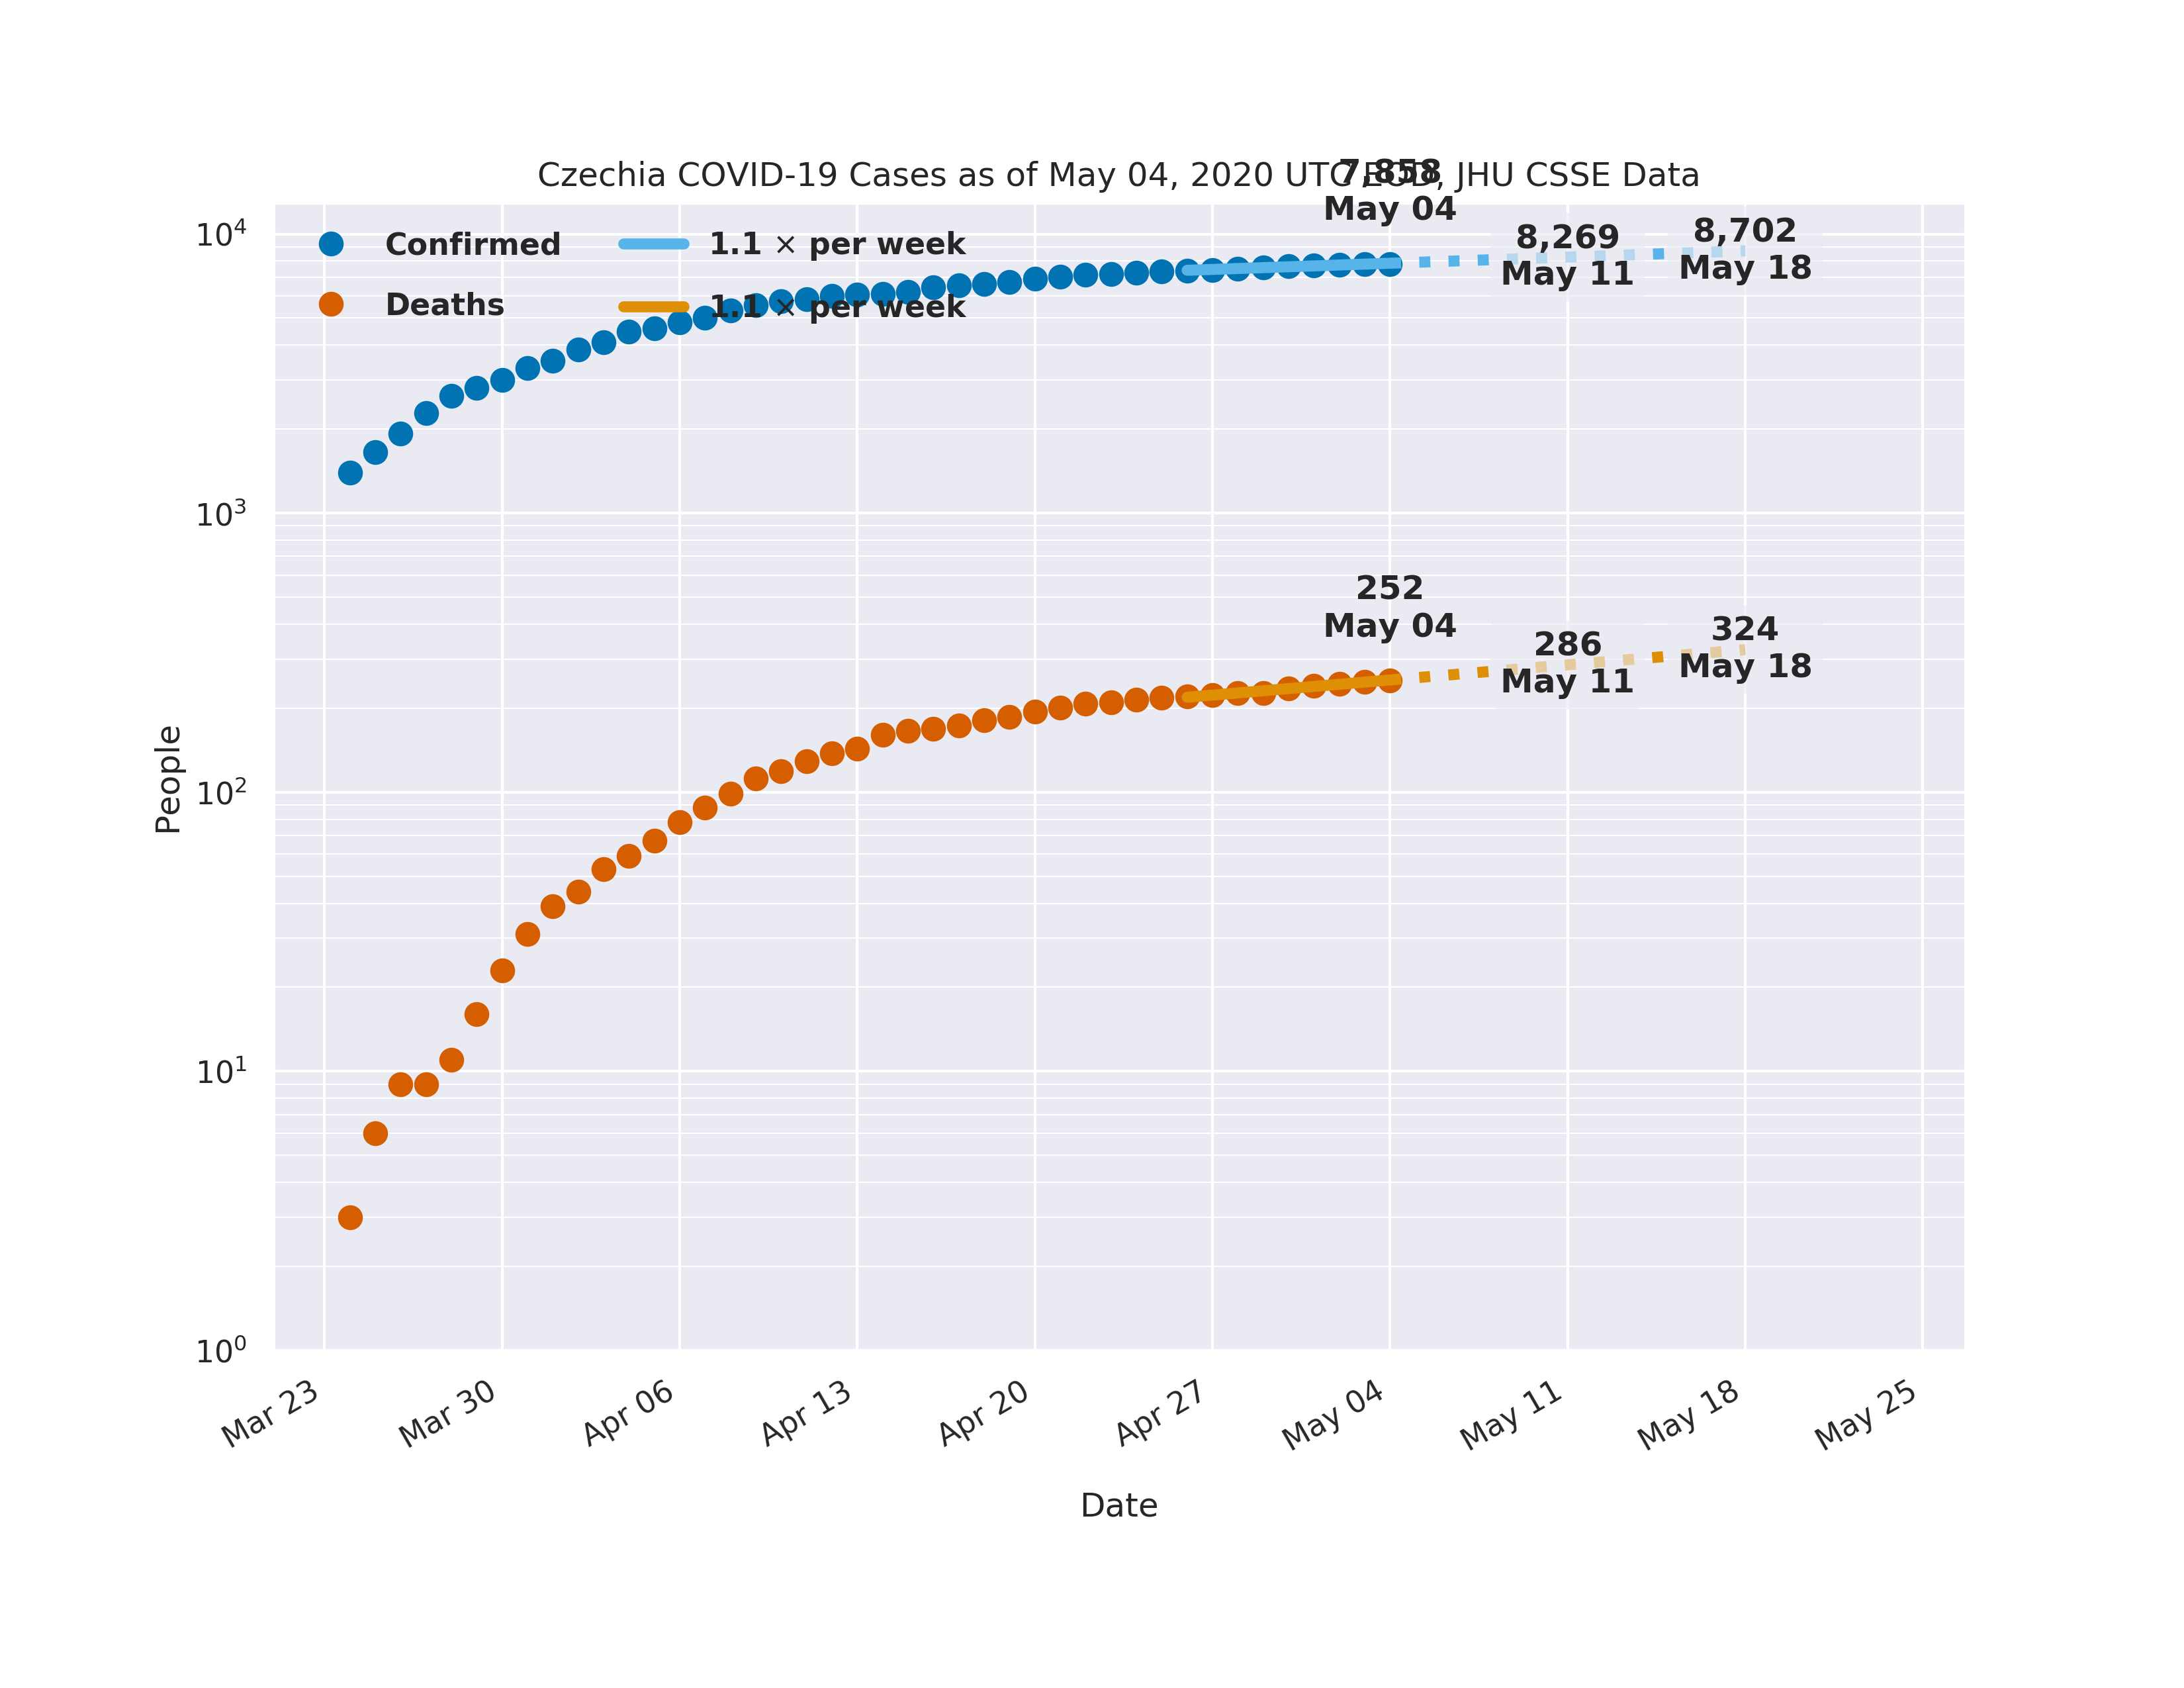 Czechia COVID-19 Cases as of May 04, 2020 UTC EOD, JHU CSSE Data
7,858
May 04
8,269
May 11
8,702
May 18
Confirmed
Deaths
1.1 × per week
1.1 × per week
252
May 04
286
May 11
324
May 18
People
10⁴
10³
10²
10¹
10⁰
Mar 23
Mar 30
Apr 06
Apr 13
Apr 20
Apr 27
May 04
May 11
May 18
May 25
Date